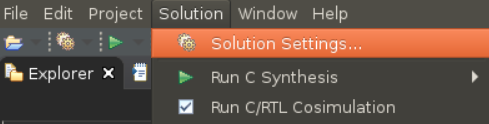 File Edit Project Solution Window Help
Solution Settings...
Explorer
Run C Synthesis
Run C/RTL Cosimulation